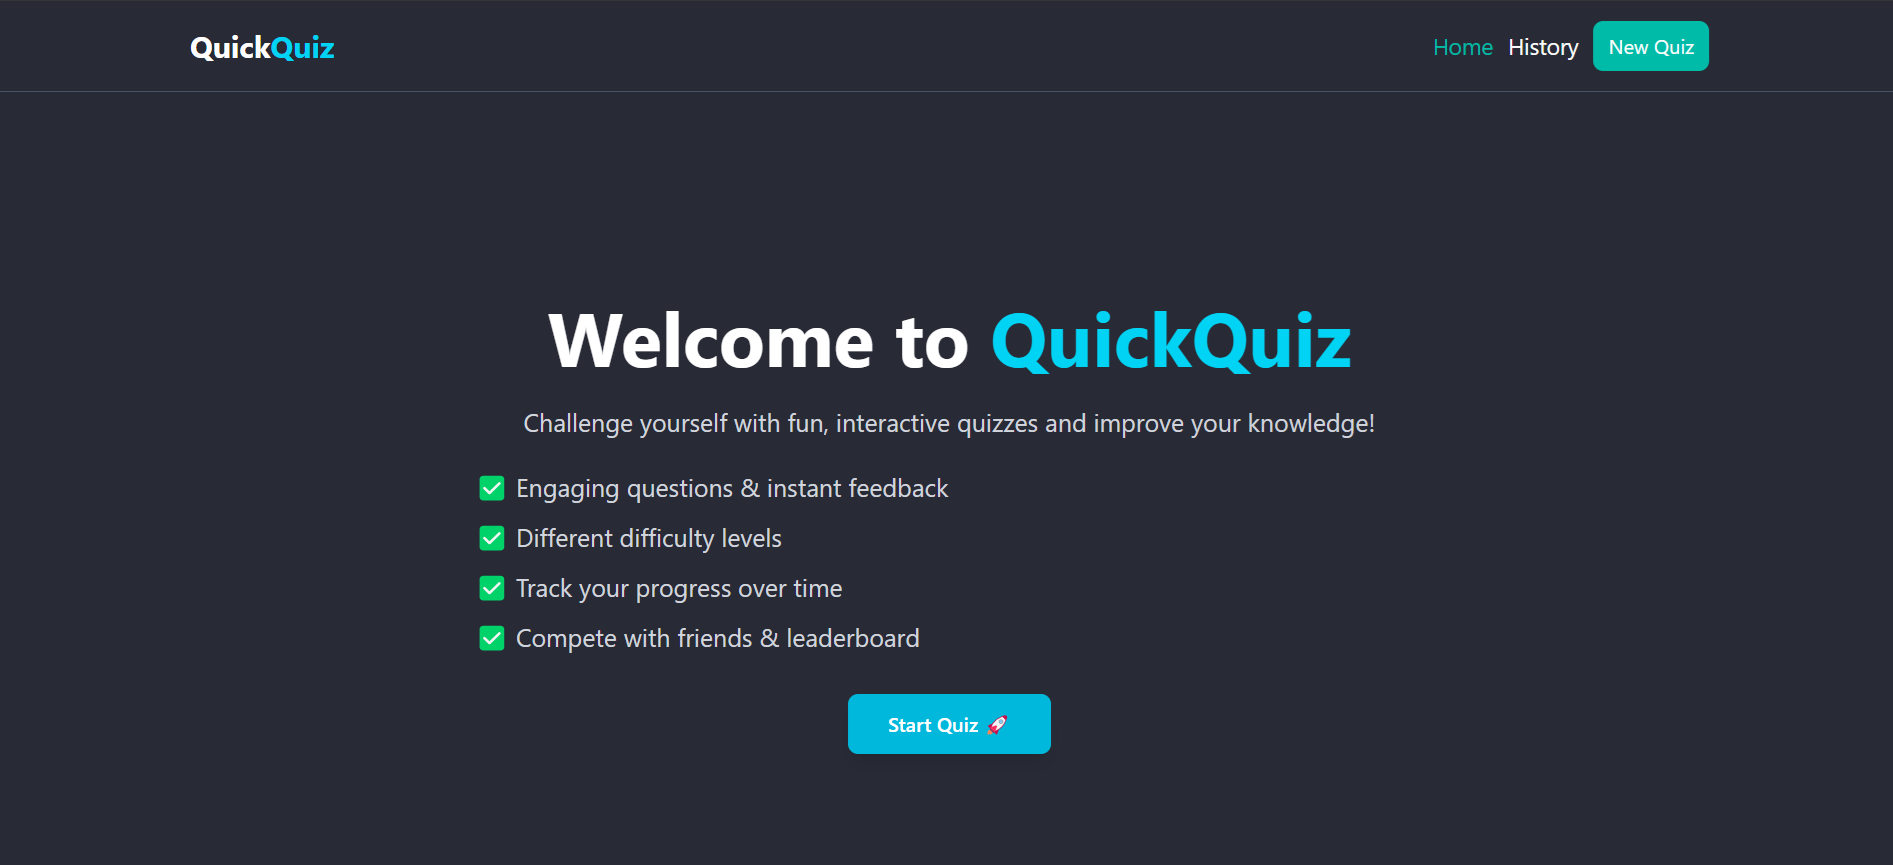 QuickQuiz
Home History New Quiz
Welcome to QuickQuiz
Challenge yourself with fun, interactive quizzes and improve your knowledge!
✅ Engaging questions & instant feedback
✅ Different difficulty levels
✅ Track your progress over time
✅ Compete with friends & leaderboard
Start Quiz 🚀